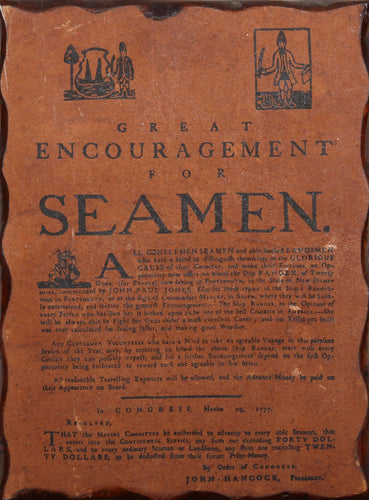 GREAT
ENCOURAGEMENT
FOR
SEAMEN.
ALL GENTLEMEN SEAMEN and able-bodied LANDSMEN
who have a Mind to distinguish themselves in the GLORIOUS
CAUSE of their Country, and make their Fortunes, an Op-
portunity now offers on board the Ship RANGER, of Twenty
Guns, (for France) now laying in Portsmouth, in the State of New Hamp-
shire, commanded by JOHN PAUL JONES Esq; let them repair to the Ship's Rendez-
vous in Portsmouth, or at the Sign of Commodore Manley, in Salem, where they will be kind-
ly entertained, and receive the greatest Encouragement.--The Ship Ranger, in the Opinion of
every Person who has seen her is looked upon to be one of the best Cruizers in America.--She
will be always able to Fight her Guns under a most excellent Cover; and no Vessel yet built
was ever calculated for sailing faster, and making good Weather.
Any Gentlemen Volunteers who have a Mind to take an agreable Voyage in this pleasant
Season of the Year, may, by entering on board the above Ship Ranger, meet with every
Civility they can possibly expect, and for a further Encouragement depend on the first Op-
portunity being embraced to reward each one agreable to his Merit.
All reasonable Travelling Expences will be allowed, and the Advance-Money be paid on
their Appearance on Board.
In CONGRESS, March 29, 1777.
Resolved,
That the Marine Committee be authorised to advance to every able Seaman, that
enters into the Continental Service, any Sum not exceeding FORTY DOL-
LARS, and to every ordinary Seaman or Landsman, any Sum not exceeding TWEN-
TY DOLLARS, to be deducted from their future Prize-Money.
By Order of Congress,
JOHN-HANCOCK, President.